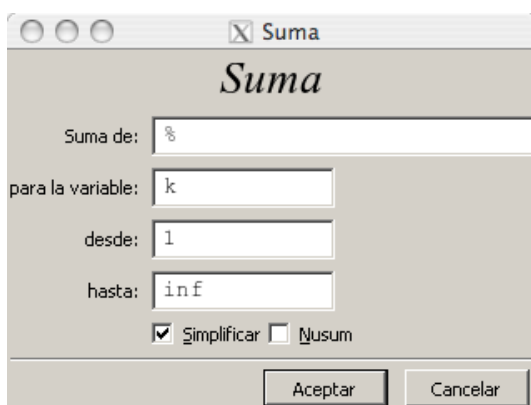 Suma
Suma
Suma de: %
para la variable: k
desde: 1
hasta: inf
Simplificar Nusum
Aceptar Cancelar